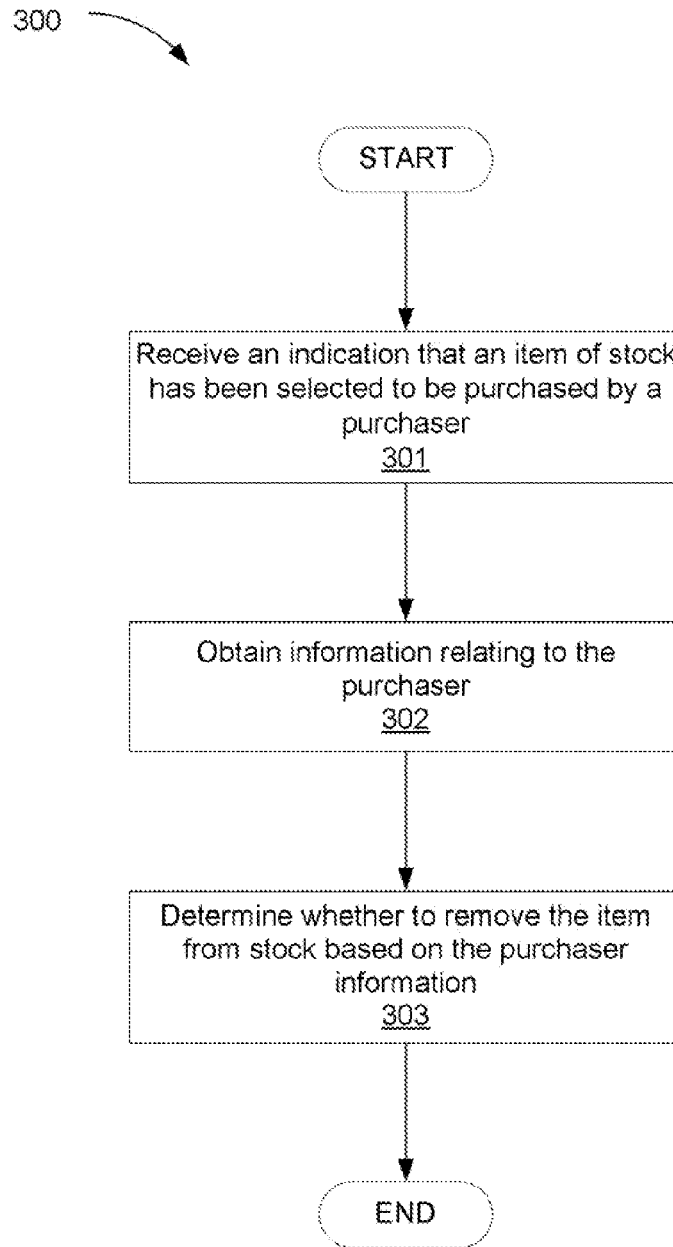 300
START
Receive an indication that an item of stock
has been selected to be purchased by a
purchaser
301
Obtain information relating to the
purchaser
302
Determine whether to remove the item
from stock based on the purchaser
information
303
END